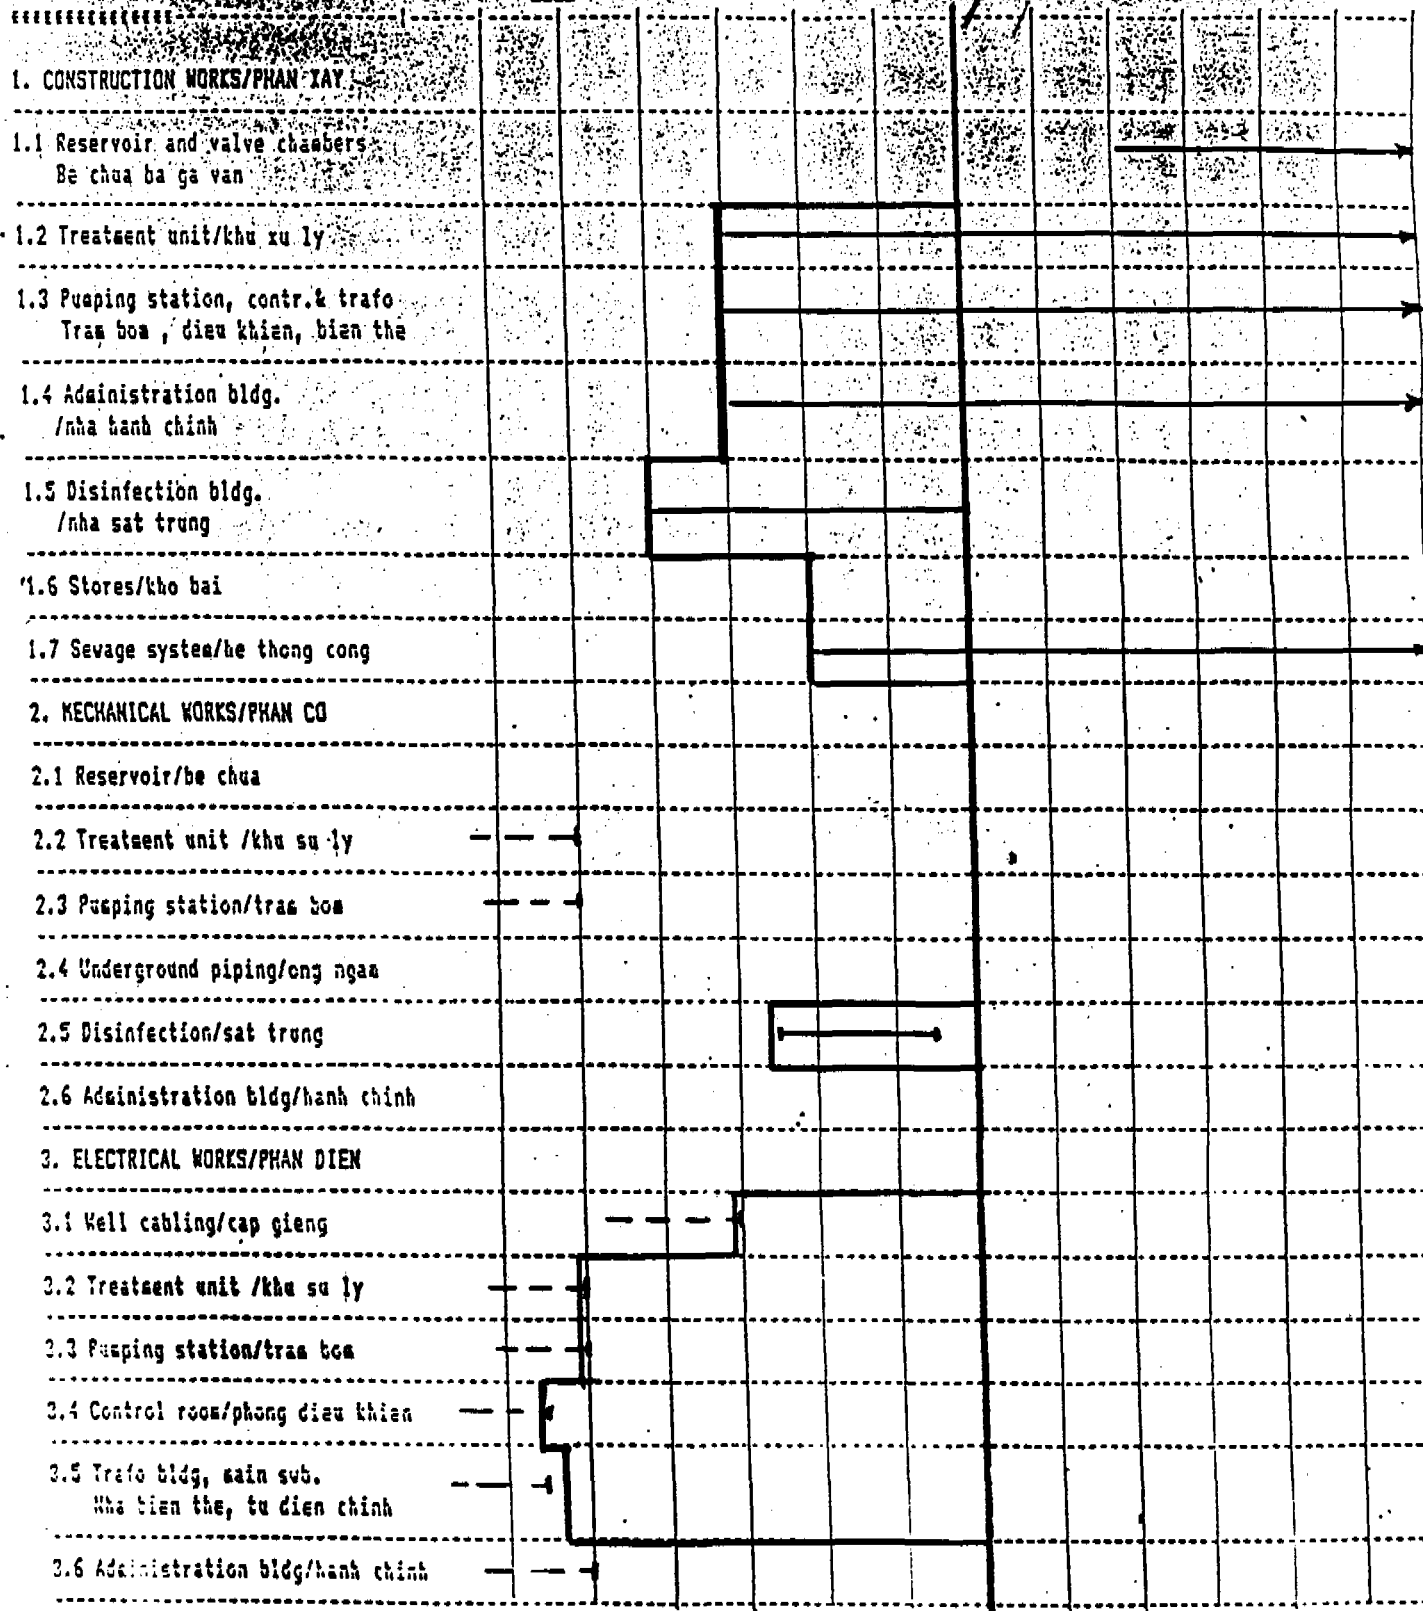 1. CONSTRUCTION WORKS/PHAN XAY
1.1 Reservoir and valve chambers
Be chua ba ga van
1.2 Treatment unit/khu xu ly
1.3 Pumping station, contr.& trafo
Tram bom , dieu khien, bien the
1.4 Administration bldg.
/nha hanh chinh
1.5 Disinfection bldg.
/nha sat trung
1.6 Stores/kho bai
1.7 Sewage system/he thong cong
2. MECHANICAL WORKS/PHAN CO
2.1 Reservoir/be chua
2.2 Treatment unit /khu su ly
2.3 Pumping station/tram bom
2.4 Underground piping/ong ngam
2.5 Disinfection/sat trung
2.6 Administration bldg/hanh chinh
3. ELECTRICAL WORKS/PHAN DIEN
3.1 Well cabling/cap gieng
3.2 Treatment unit /khu su ly
3.3 Pumping station/tram bom
3.4 Control room/phong dieu khien
3.5 Trafo bldg, main sub.
Nha bien the, tu dien chinh
3.6 Administration bldg/hanh chinh